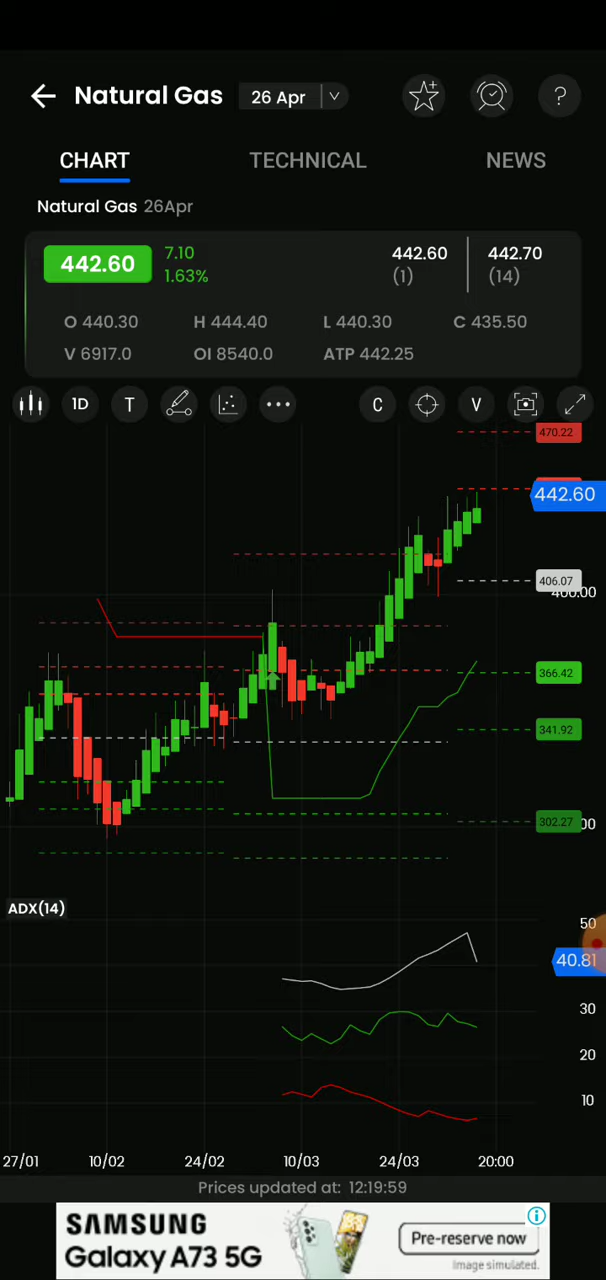 Natural Gas 26 Apr ?
CHART TECHNICAL NEWS
Natural Gas 26Apr
442.60 7.10 1.63% 442.60 (1) 442.70 (14)
O 440.30 H 444.40 L 440.30 C 435.50
V 6917.0 OI 8540.0 ATP 442.25
1D T C V
470.22
442.60
406.07
400.00
366.42
341.92
302.27
00
ADX(14)
50
40.81
30
20
10
27/01 10/02 24/02 10/03 24/03 20:00
Prices updated at: 12:19:59
SAMSUNG
Galaxy A73 5G
Pre-reserve now
Image simulated.